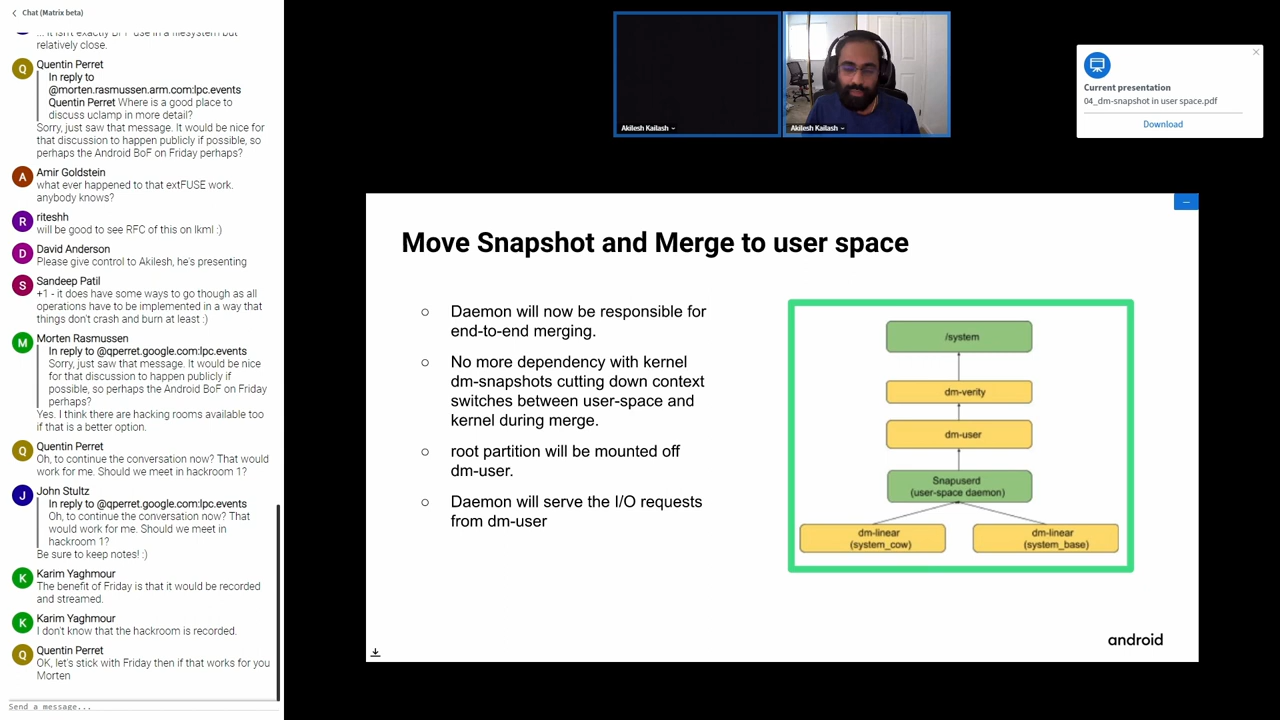 Chat (Matrix beta)
relatively close.
Quentin Perret
In reply to
@morten.rasmussen.arm.com:lpc.events
Quentin Perret Where is a good place to
discuss uclamp in more detail?
Sorry, just saw that message. It would be nice for
that discussion to happen publicly if possible, so
perhaps the Android BoF on Friday perhaps?
Amir Goldstein
what ever happened to that extFUSE work.
anybody knows?
riteshh
will be good to see RFC of this on lkml :)
David Anderson
Please give control to Akilesh, he's presenting
Sandeep Patil
+1 - it does have some ways to go though as all
operations have to be implemented in a way that
things don't crash and burn at least :)
Morten Rasmussen
In reply to @qperret.google.com:lpc.events
Sorry, just saw that message. It would be nice
for that discussion to happen publicly if
possible, so perhaps the Android BoF on Friday
perhaps?
Yes. I think there are hacking rooms available too
if that is a better option.
Quentin Perret
Oh, to continue the conversation now? That would
work for me. Should we meet in hackroom 1?
John Stultz
In reply to @qperret.google.com:lpc.events
Oh, to continue the conversation now? That
would work for me. Should we meet in
hackroom 1?
Be sure to keep notes! :)
Karim Yaghmour
The benefit of Friday is that it would be recorded
and streamed.
Karim Yaghmour
I don't know that the hackroom is recorded.
Quentin Perret
OK, let's stick with Friday then if that works for you
Morten
Send a message...
Q
A
R
D
S
M
Q
J
K
K
Q
Akilesh Kailash
Akilesh Kailash
Current presentation
04_dm-snapshot in user space.pdf
Download
Move Snapshot and Merge to user space
○ Daemon will now be responsible for
end-to-end merging.
○ No more dependency with kernel
dm-snapshots cutting down context
switches between user-space and
kernel during merge.
○ root partition will be mounted off
dm-user.
○ Daemon will serve the I/O requests
from dm-user
/system
dm-verity
dm-user
Snapuserd
(user-space daemon)
dm-linear
(system_cow)
dm-linear
(system_base)
android